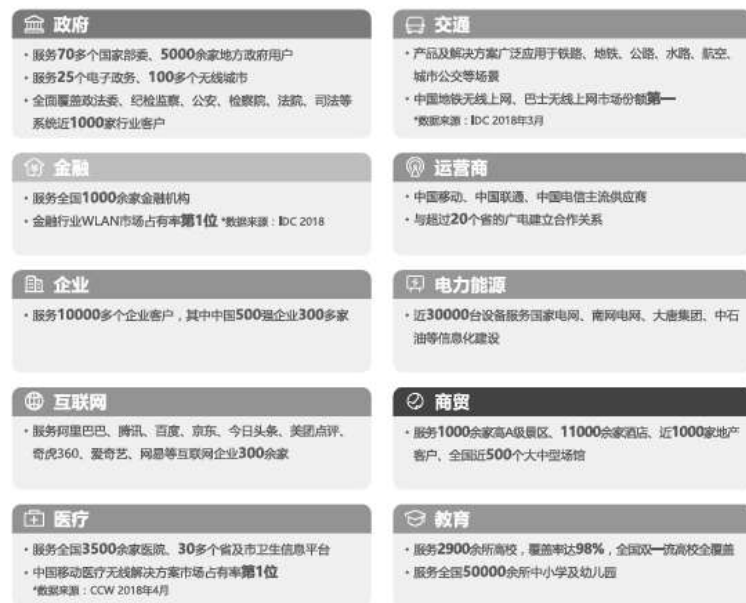 政府
・服务70多个国家部委、5000余家地方政府用户
・服务25个电子政务、100多个无线城市
・全面覆盖政法委、纪检监察、公安、检察院、法院、司法等
系统近1000家行业客户
交通
・产品及解决方案广泛应用于铁路、地铁、公路、水路、航空、
城市公交等场景
・中国地铁无线上网、巴士无线上网市场份额第一
*数据来源：IDC 2018年3月
金融
・服务全国1000余家金融机构
・金融行业WLAN市场占有率第1位 *数据来源：IDC 2018
运营商
・中国移动、中国联通、中国电信主流供应商
・与超过20个省的广电建立合作关系
企业
・服务10000多个企业客户，其中中国500强企业300多家
电力能源
・近30000台设备服务国家电网、南网电网、大唐集团、中石
油等信息化建设
互联网
・服务阿里巴巴、腾讯、百度、京东、今日头条、美团点评、
奇虎360、爱奇艺、网易等互联网企业300余家
商贸
・服务1000余家高A级景区、11000余家酒店、近1000家地产
客户、全国近500个大中型场馆
医疗
・服务全国3500余家医院、30多个省及市卫生信息平台
・中国移动医疗无线解决方案市场占有率第1位
*数据来源：CCW 2018年4月
教育
・服务2900余所高校，覆盖率达98%，全国双一流高校全覆盖
・服务全国50000余所中小学及幼儿园